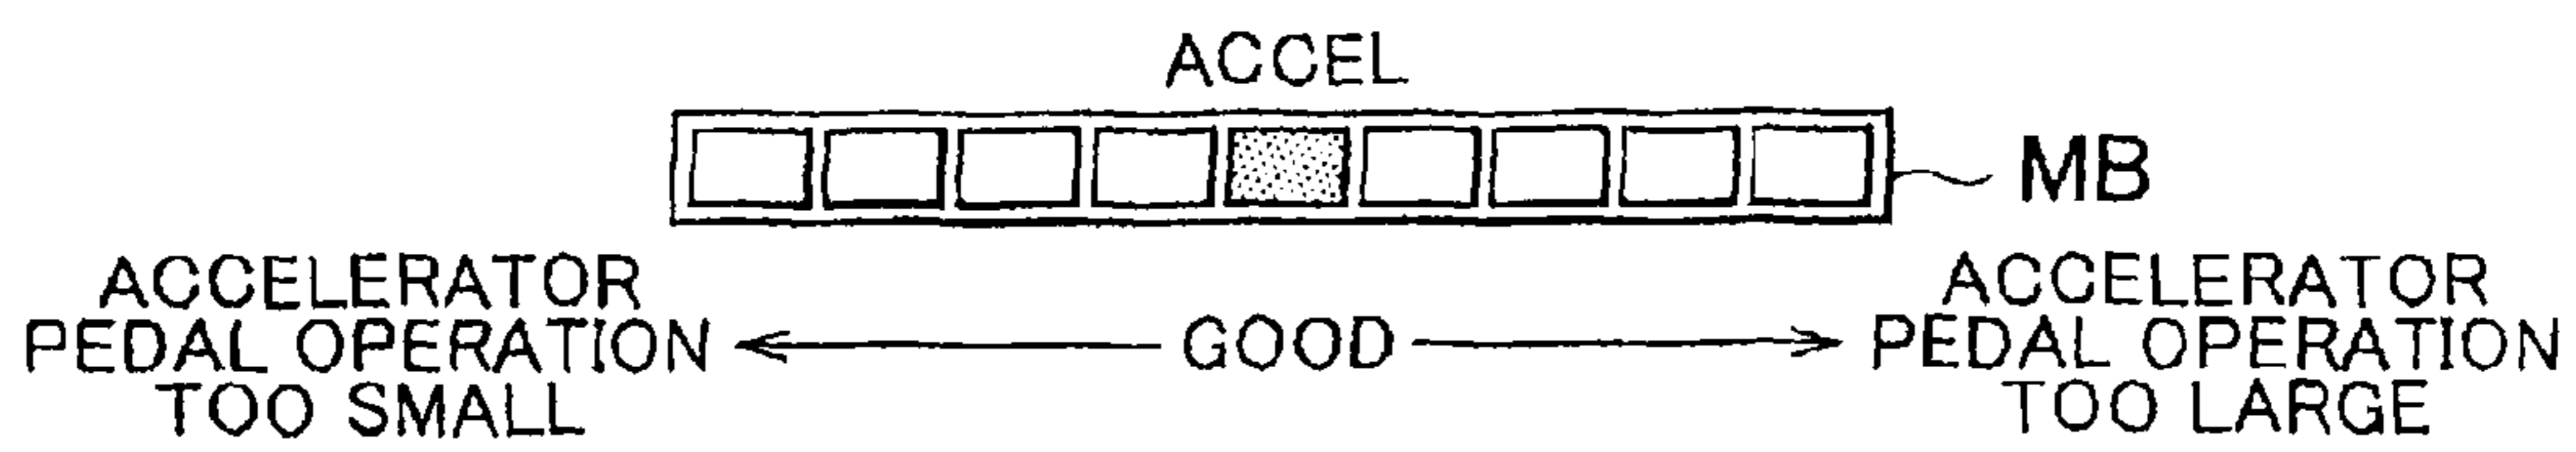 ACCEL
MB
ACCELERATOR
PEDAL OPERATION
TOO SMALL
GOOD
ACCELERATOR
PEDAL OPERATION
TOO LARGE